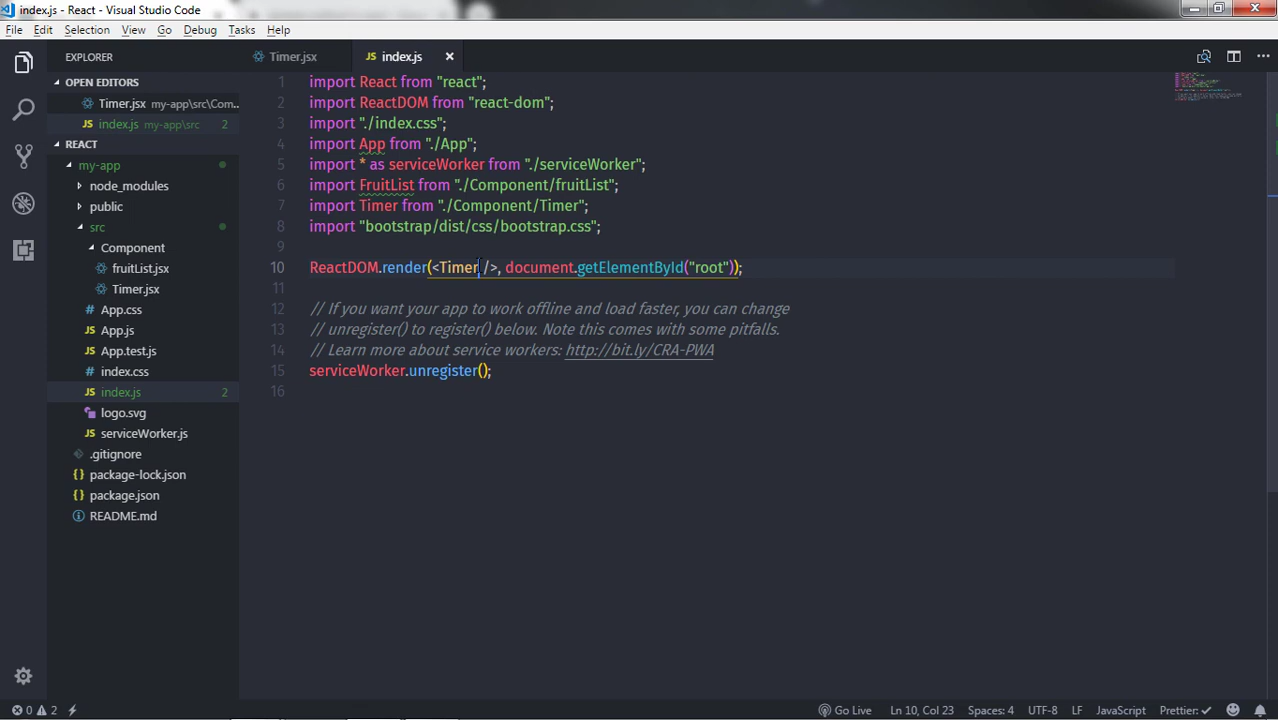 index.js - React - Visual Studio Code
File Edit Selection View Go Debug Tasks Help
EXPLORER
OPEN EDITORS
Timer.jsx my-app\src\Com...
index.js my-app\src 2
REACT
my-app
node_modules
public
src
Component
fruitList.jsx
Timer.jsx
# App.css
JS App.js
JS App.test.js
# index.css
JS index.js 2
logo.svg
JS serviceWorker.js
.gitignore
{} package-lock.json
{} package.json
README.md
Timer.jsx
JS index.js
1 import React from "react";
2 import ReactDOM from "react-dom";
3 import "./index.css";
4 import App from "./App";
5 import * as serviceWorker from "./serviceWorker";
6 import FruitList from "./Component/fruitList";
7 import Timer from "./Component/Timer";
8 import "bootstrap/dist/css/bootstrap.css";
9
10 ReactDOM.render(<Timer />, document.getElementById("root"));
11
12 // If you want your app to work offline and load faster, you can change
13 // unregister() to register() below. Note this comes with some pitfalls.
14 // Learn more about service workers: http://bit.ly/CRA-PWA
15 serviceWorker.unregister();
16
0 2
Go Live Ln 10, Col 23 Spaces: 4 UTF-8 LF JavaScript Prettier: ✓